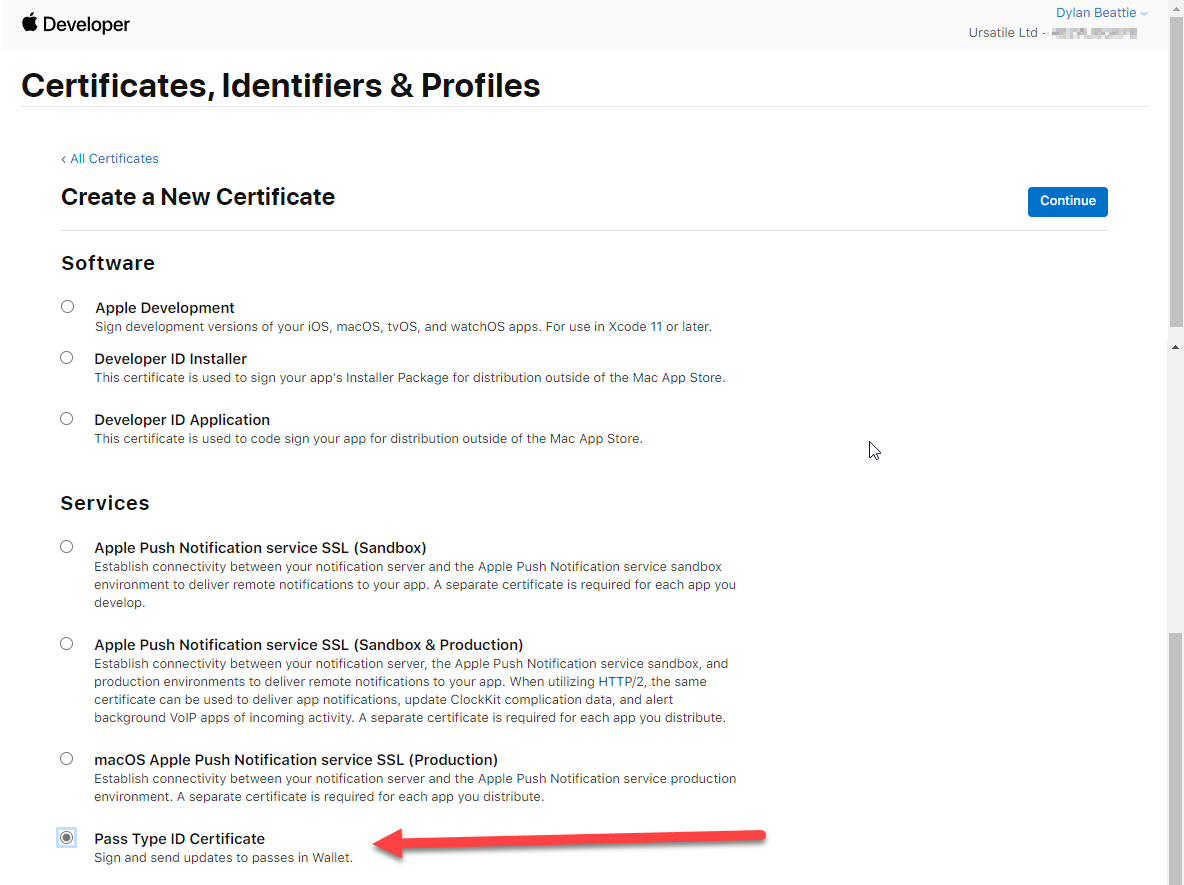 Developer
Dylan Beattie
Ursatile Ltd -
Certificates, Identifiers & Profiles
‹ All Certificates
Create a New Certificate
Continue
Software
Apple Development
Sign development versions of your iOS, macOS, tvOS, and watchOS apps. For use in Xcode 11 or later.
Developer ID Installer
This certificate is used to sign your app's Installer Package for distribution outside of the Mac App Store.
Developer ID Application
This certificate is used to code sign your app for distribution outside of the Mac App Store.
Services
Apple Push Notification service SSL (Sandbox)
Establish connectivity between your notification server and the Apple Push Notification service sandbox
environment to deliver remote notifications to your app. A separate certificate is required for each app you
develop.
Apple Push Notification service SSL (Sandbox & Production)
Establish connectivity between your notification server, the Apple Push Notification service sandbox, and
production environments to deliver remote notifications to your app. When utilizing HTTP/2, the same
certificate can be used to deliver app notifications, update ClockKit complication data, and alert
background VoIP apps of incoming activity. A separate certificate is required for each app you distribute.
macOS Apple Push Notification service SSL (Production)
Establish connectivity between your notification server and the Apple Push Notification service production
environment. A separate certificate is required for each app you distribute.
Pass Type ID Certificate
Sign and send updates to passes in Wallet.